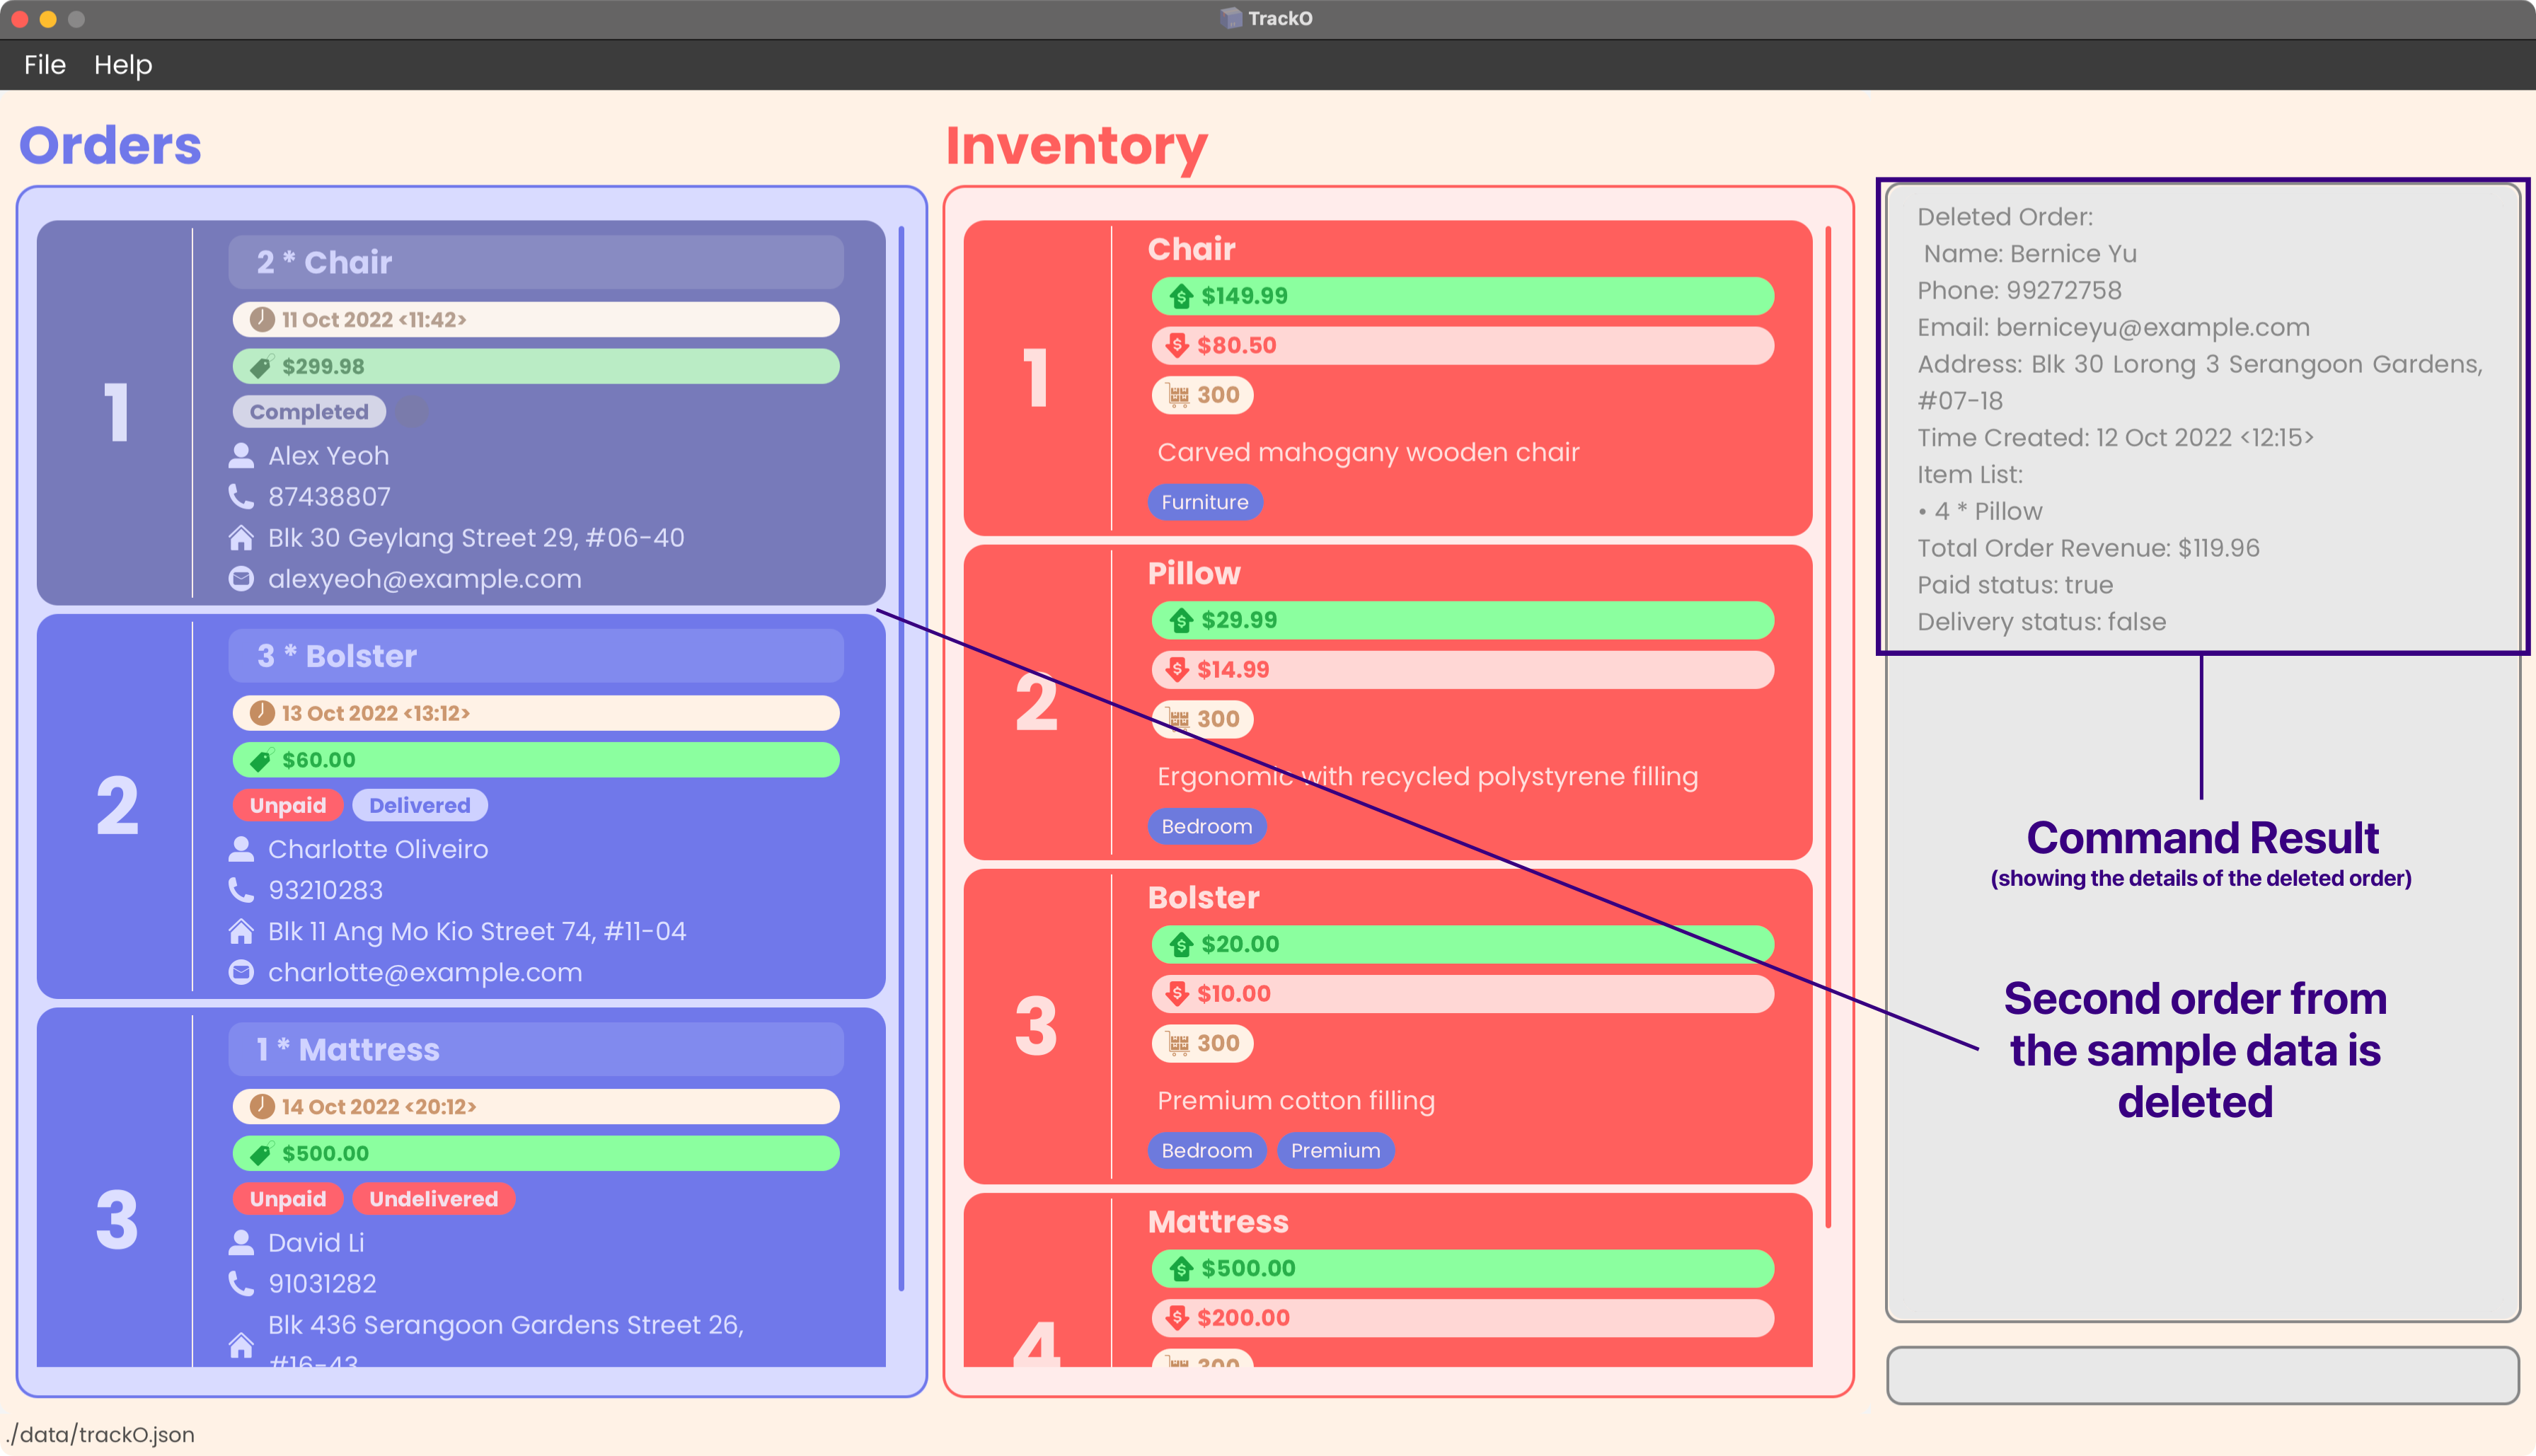 TrackO
File Help
Orders
1
2 * Chair
11 Oct 2022 <11:42>
$299.98
Completed
Alex Yeoh
87438807
Blk 30 Geylang Street 29, #06-40
alexyeoh@example.com
2
3 * Bolster
13 Oct 2022 <13:12>
$60.00
Unpaid Delivered
Charlotte Oliveiro
93210283
Blk 11 Ang Mo Kio Street 74, #11-04
charlotte@example.com
3
1 * Mattress
14 Oct 2022 <20:12>
$500.00
Unpaid Undelivered
David Li
91031282
Blk 436 Serangoon Gardens Street 26,
#16-43
Inventory
1
Chair
$149.99
$80.50
300
Carved mahogany wooden chair
Furniture
2
Pillow
$29.99
$14.99
300
Ergonomic with recycled polystyrene filling
Bedroom
3
Bolster
$20.00
$10.00
300
Premium cotton filling
Bedroom Premium
4
Mattress
$500.00
$200.00
300
Deleted Order:
Name: Bernice Yu
Phone: 99272758
Email: berniceyu@example.com
Address: Blk 30 Lorong 3 Serangoon Gardens,
#07-18
Time Created: 12 Oct 2022 <12:15>
Item List:
• 4 * Pillow
Total Order Revenue: $119.96
Paid status: true
Delivery status: false
Command Result
(showing the details of the deleted order)
Second order from
the sample data is
deleted
./data/trackO.json